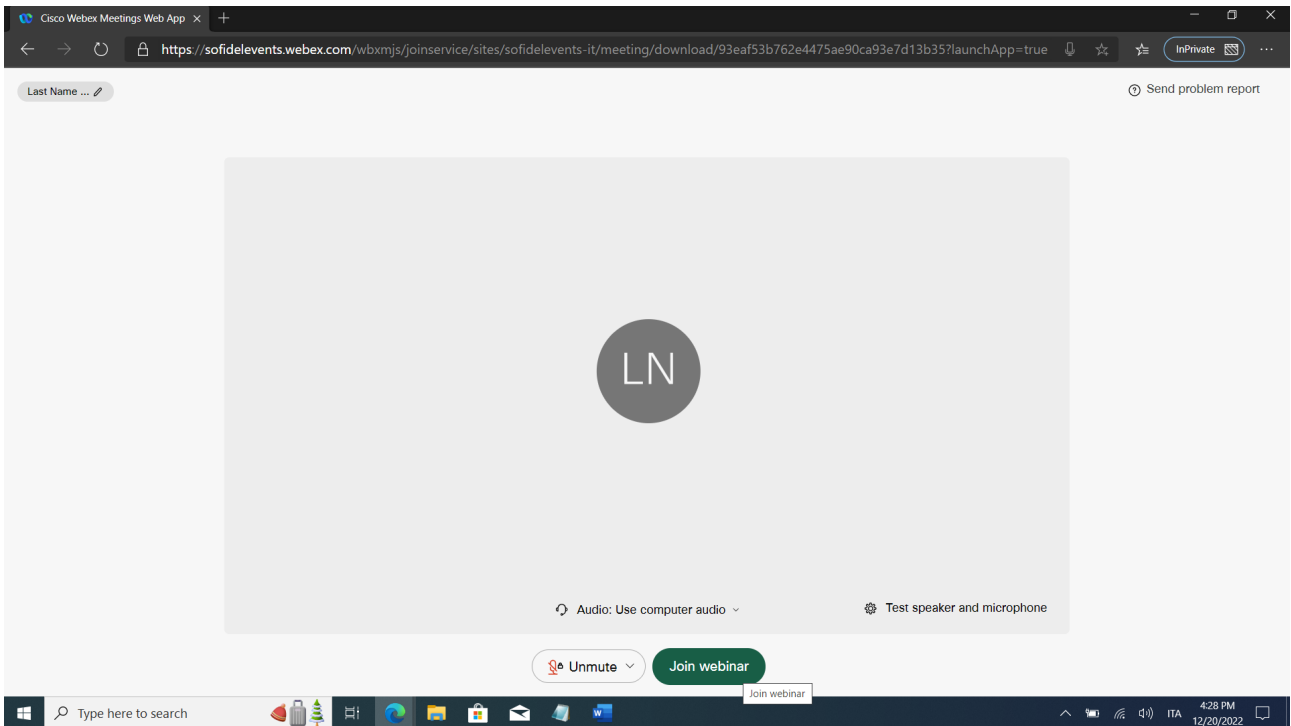 Cisco Webex Meetings Web App
https://sofidelevents.webex.com/wbxmjs/joinservice/sites/sofidelevents-it/meeting/download/93eaf53b762e4475ae90ca93e7d13b35?launchApp=true
InPrivate
Last Name ...
Send problem report
LN
Audio: Use computer audio
Test speaker and microphone
Unmute
Join webinar
Join webinar
Type here to search
W
ITA
4:28 PM
12/20/2022